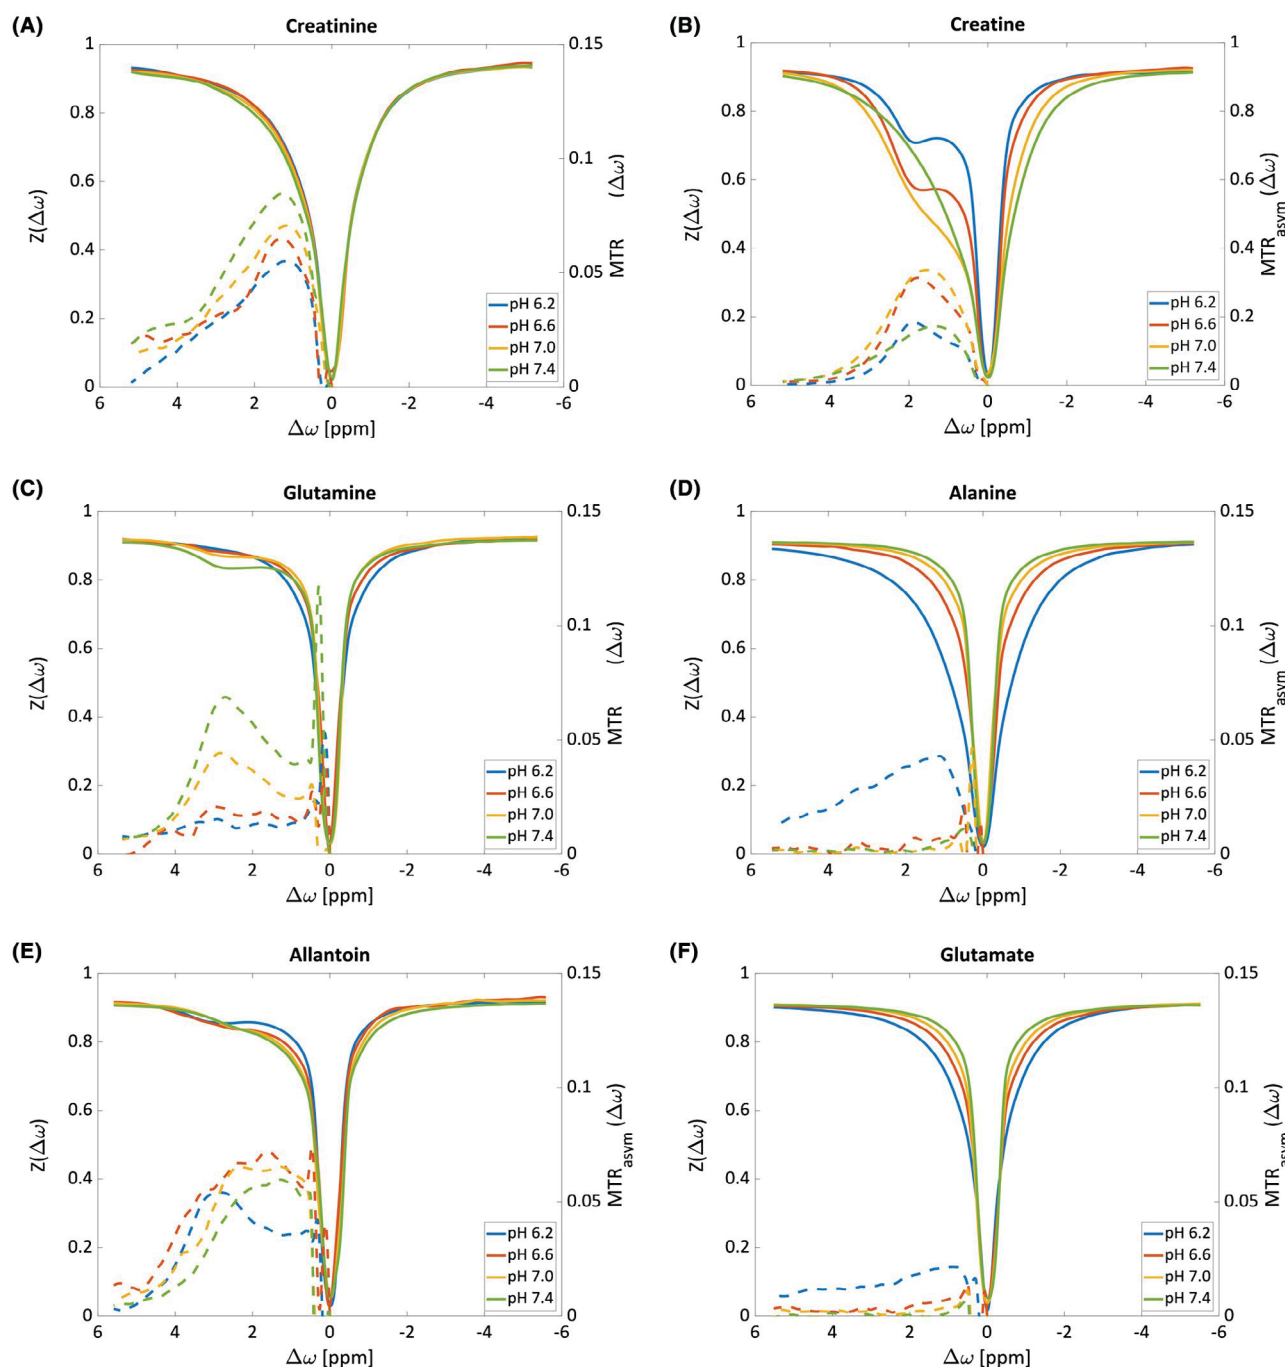 (A) Creatinine
1 0.15
0.8
0.1
0.6
Z(Δω) MTR (Δω)
0.4
0.05
0.2
pH 6.2
pH 6.6
pH 7.0
pH 7.4
0 0
6 4 2 0 -2 -4 -6
Δω [ppm]
(B) Creatine
1 1
0.8 0.8
0.6 0.6
Z(Δω) MTRasym (Δω)
0.4 0.4
0.2 0.2
pH 6.2
pH 6.6
pH 7.0
pH 7.4
0 0
6 4 2 0 -2 -4 -6
Δω [ppm]
(C) Glutamine
1 0.15
0.8
0.1
0.6
Z(Δω) MTR (Δω)
0.4
0.05
0.2
pH 6.2
pH 6.6
pH 7.0
pH 7.4
0 0
6 4 2 0 -2 -4 -6
Δω [ppm]
(D) Alanine
1 0.15
0.8
0.1
0.6
Z(Δω) MTRasym (Δω)
0.4
0.05
0.2
pH 6.2
pH 6.6
pH 7.0
pH 7.4
0 0
6 4 2 0 -2 -4 -6
Δω [ppm]
(E) Allantoin
1 0.15
0.8
0.1
0.6
Z(Δω) MTRasym (Δω)
0.4
0.05
0.2
pH 6.2
pH 6.6
pH 7.0
pH 7.4
0 0
6 4 2 0 -2 -4 -6
Δω [ppm]
(F) Glutamate
1 0.15
0.8
0.1
0.6
Z(Δω) MTRasym (Δω)
0.4
0.05
0.2
pH 6.2
pH 6.6
pH 7.0
pH 7.4
0 0
6 4 2 0 -2 -4 -6
Δω [ppm]